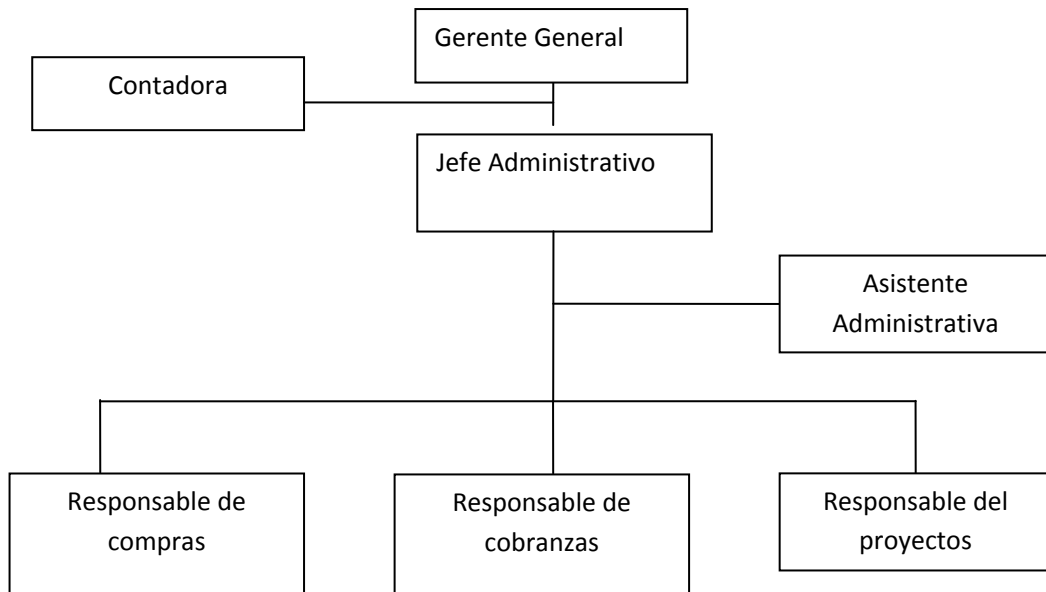 Gerente General
Contadora
Jefe Administrativo
Asistente
Administrativa
Responsable de
compras
Responsable de
cobranzas
Responsable del
proyectos